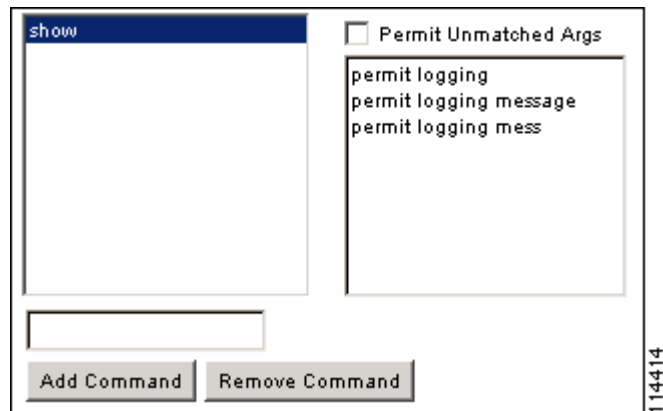 show
Permit Unmatched Args
permit logging
permit logging message
permit logging mess
Add Command
Remove Command
114414